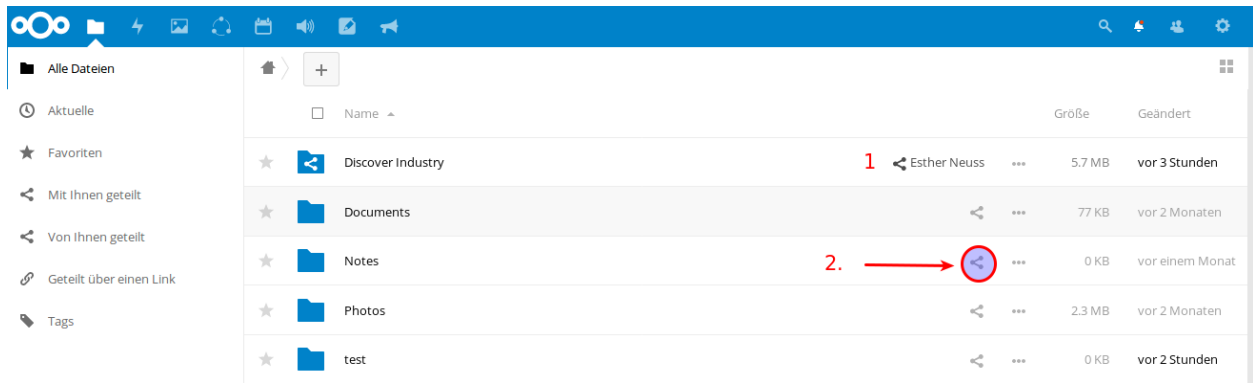 Alle Dateien
Aktuelle
Favoriten
Mit Ihnen geteilt
Von Ihnen geteilt
Geteilt über einen Link
Tags
Name Größe Geändert
Discover Industry 1 Esther Neuss 5.7 MB vor 3 Stunden
Documents 77 KB vor 2 Monaten
Notes 2. 0 KB vor einem Monat
Photos 2.3 MB vor 2 Monaten
test 0 KB vor 2 Stunden